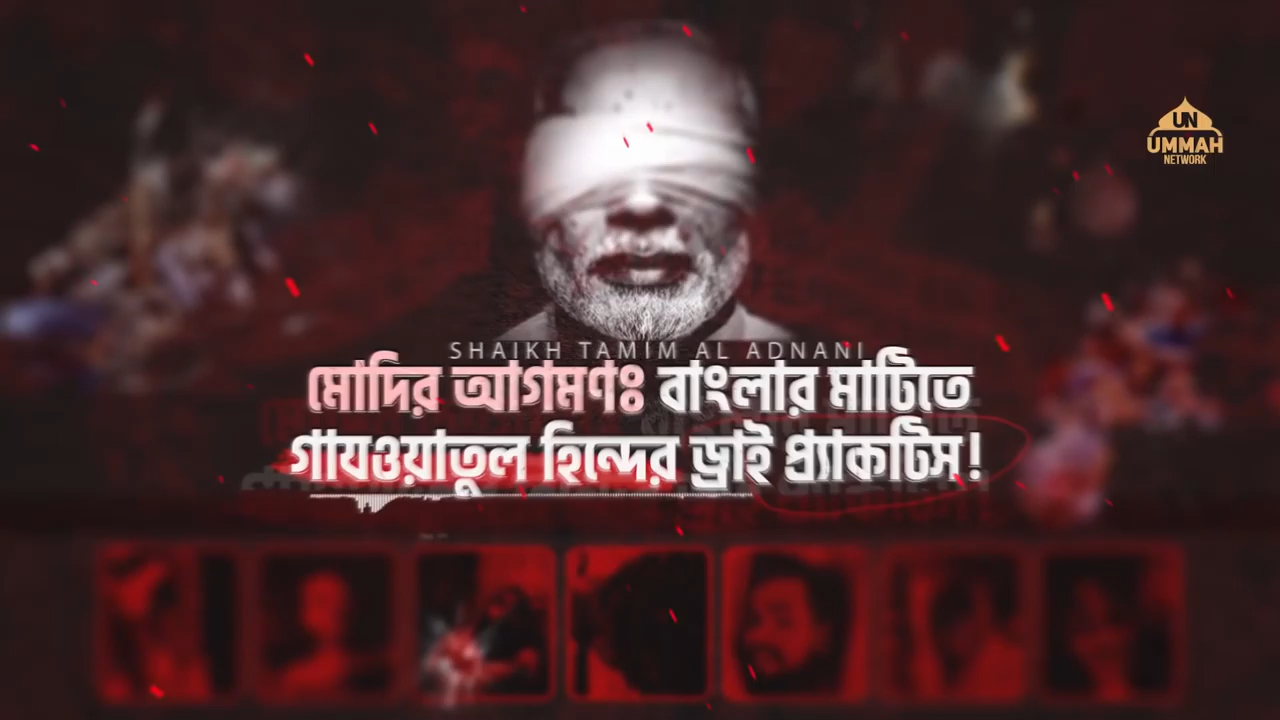 UN
UMMAH
NETWORK
SHAIKH TAMIM AL ADNANI
মোদির আগমণঃ বাংলার মাটিতে
গাযওয়াতুল হিন্দের ড্রাই প্র্যাকটিস!